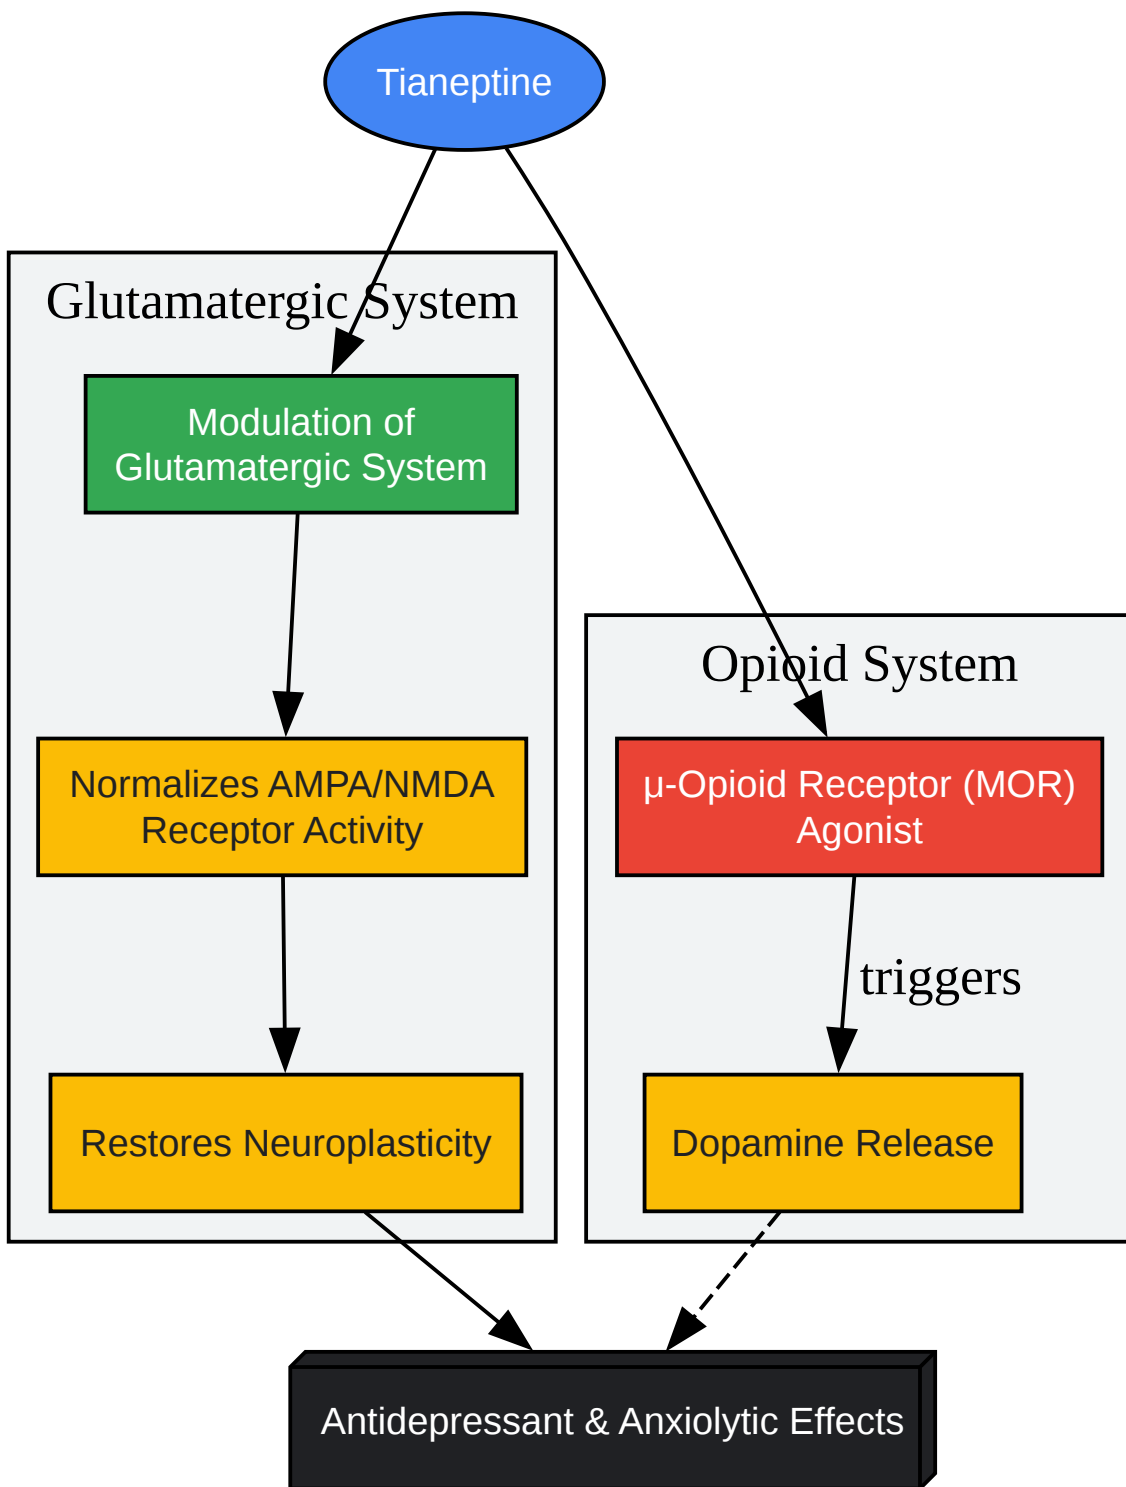 Tianeptine
Glutamatergic System
Modulation of
Glutamatergic System
Opioid System
Normalizes AMPA/NMDA
Receptor Activity
μ-Opioid Receptor (MOR)
Agonist
triggers
Restores Neuroplasticity
Dopamine Release
Antidepressant & Anxiolytic Effects